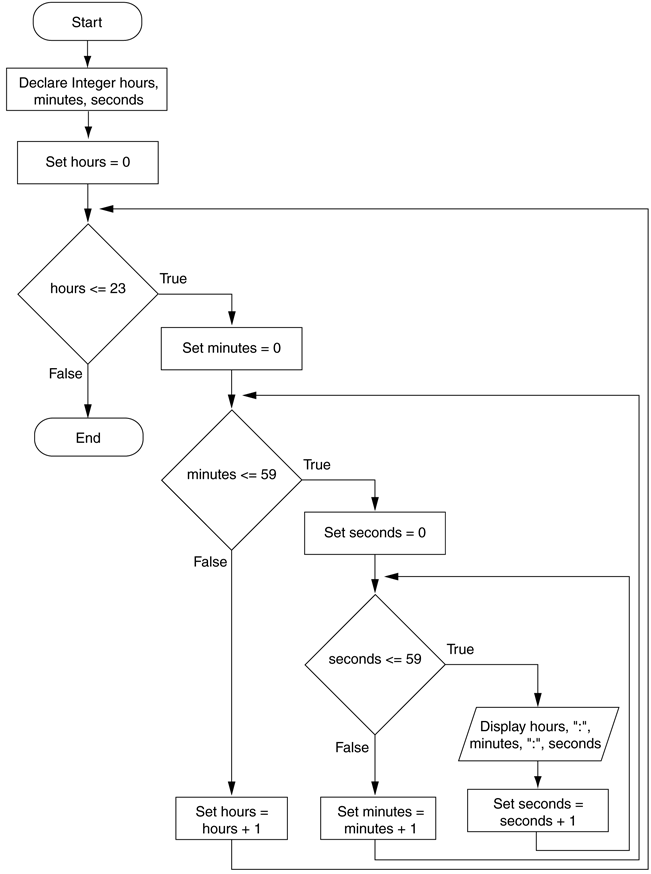 Start
Declare Integer hours,
minutes, seconds
Set hours = 0
hours <= 23
True
False
End
Set minutes = 0
minutes <= 59
True
False
Set seconds = 0
seconds <= 59
True
False
Display hours, ":",
minutes, ":", seconds
Set seconds =
seconds + 1
Set minutes =
minutes + 1
Set hours =
hours + 1